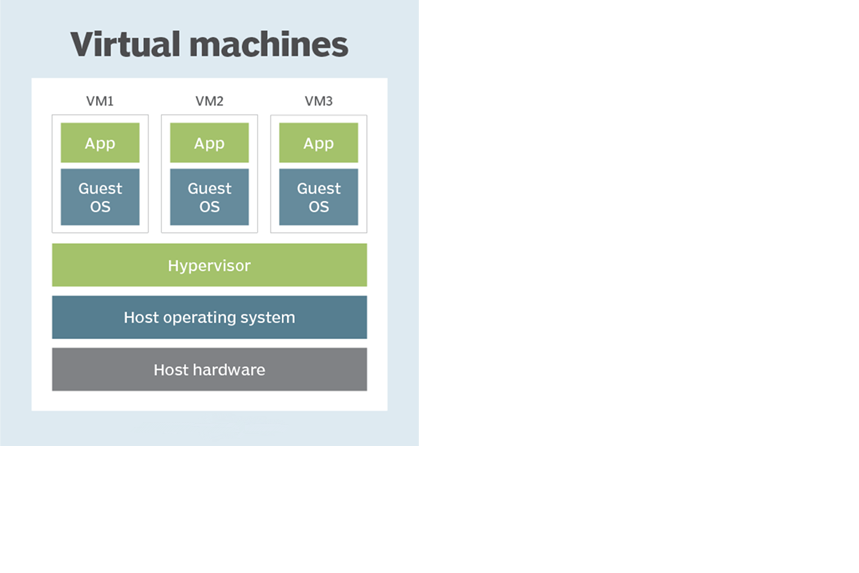 Virtual machines
VM1 VM2 VM3
App App App
Guest OS Guest OS Guest OS
Hypervisor
Host operating system
Host hardware